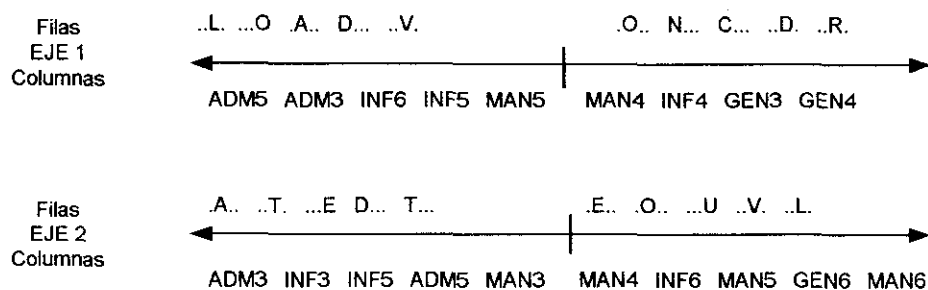 Filas ..L. ...O .A.. D... ..V. .O.. N... C... ..D. ..R.
EJE 1
Columnas ADM5 ADM3 INF6 INF5 MAN5 MAN4 INF4 GEN3 GEN4
Filas .A.. ..T. ...E D... T... .E.. .O.. ...U ..V. ..L.
EJE 2
Columnas ADM3 INF3 INF5 ADM5 MAN3 MAN4 INF6 MAN5 GEN6 MAN6